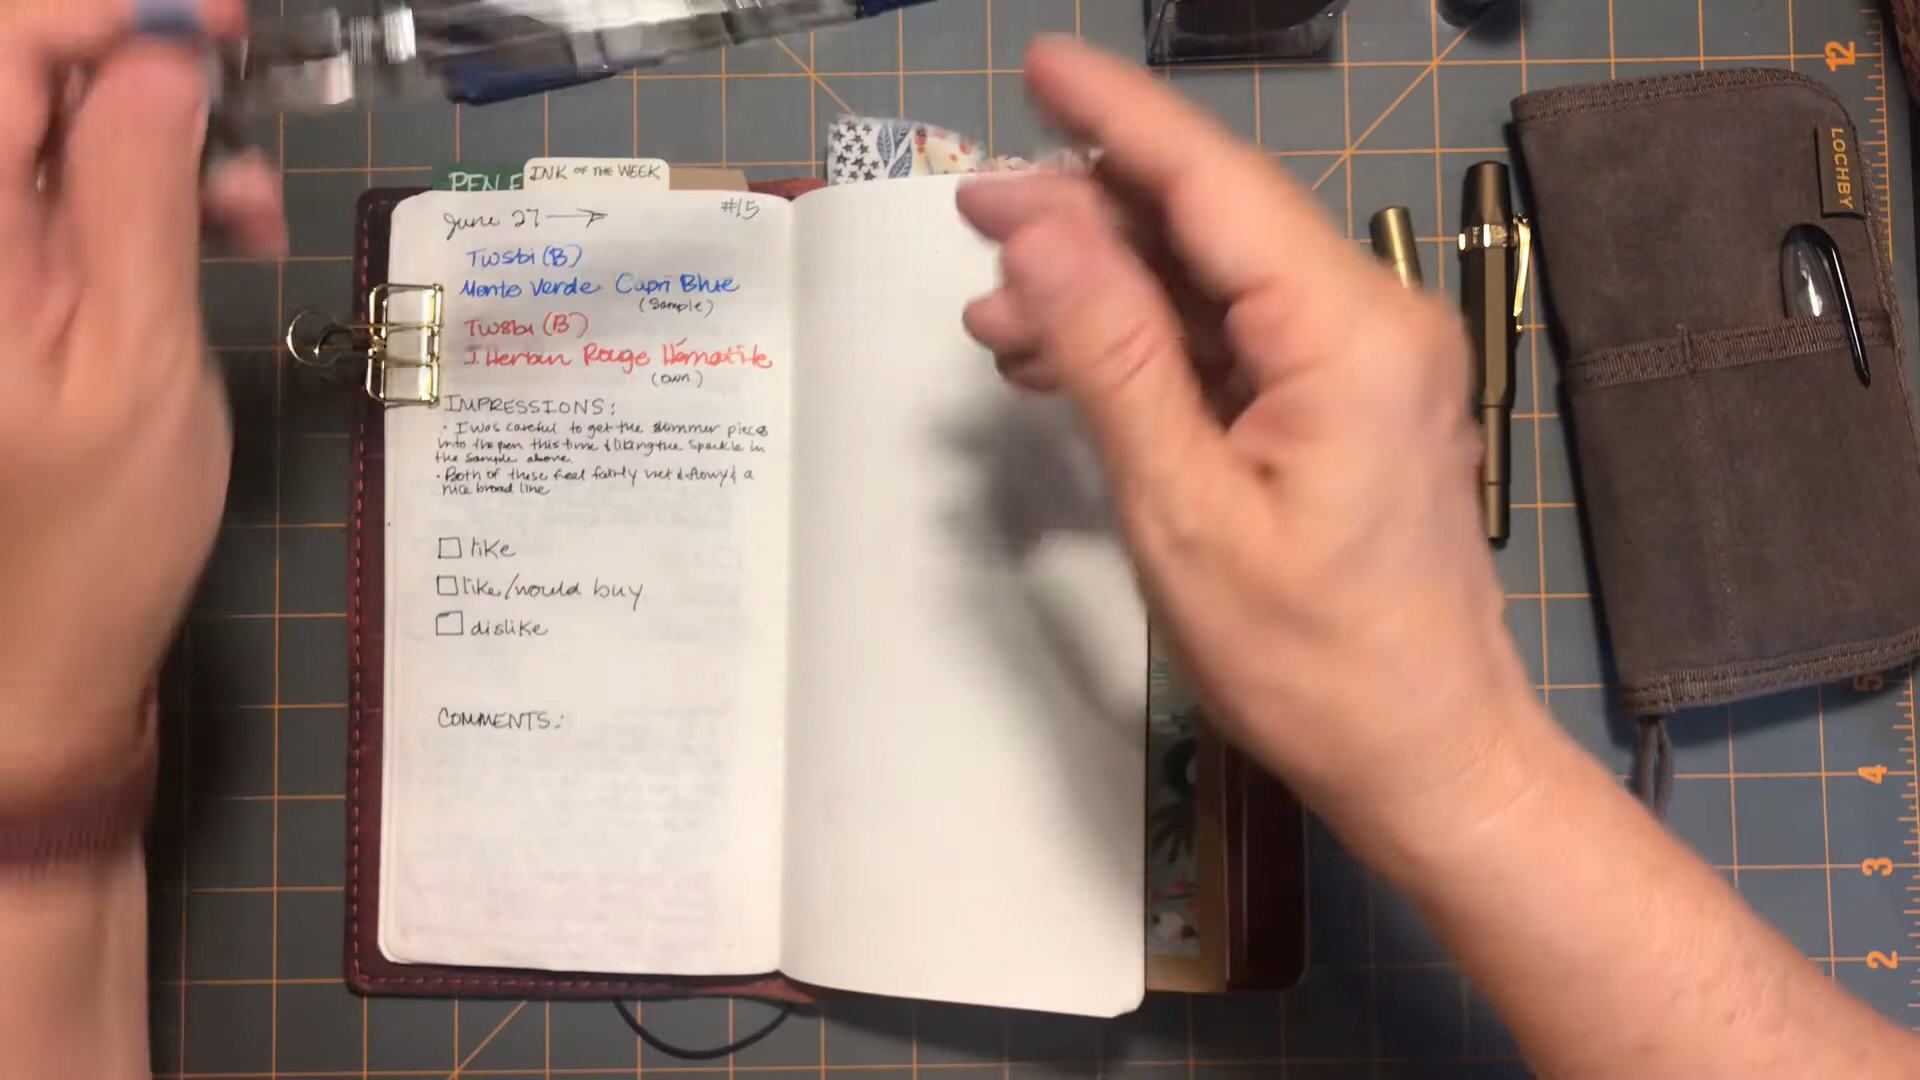 PEN E
INK OF THE WEEK
June 27
#15
Twsbi (B)
Monte Verde Capri Blue
(Sample)
Twsbi (B)
J. Herbin Rouge Hématite
(own)
IMPRESSIONS:
• I was careful to get the shimmer pieces
into the pen this time & liking the sparkle in
the sample above.
• Both of these feel fairly wet & flowy & a
nice broad line
like
like/would buy
dislike
COMMENTS:
LOCHBY
12
5
4
3
2